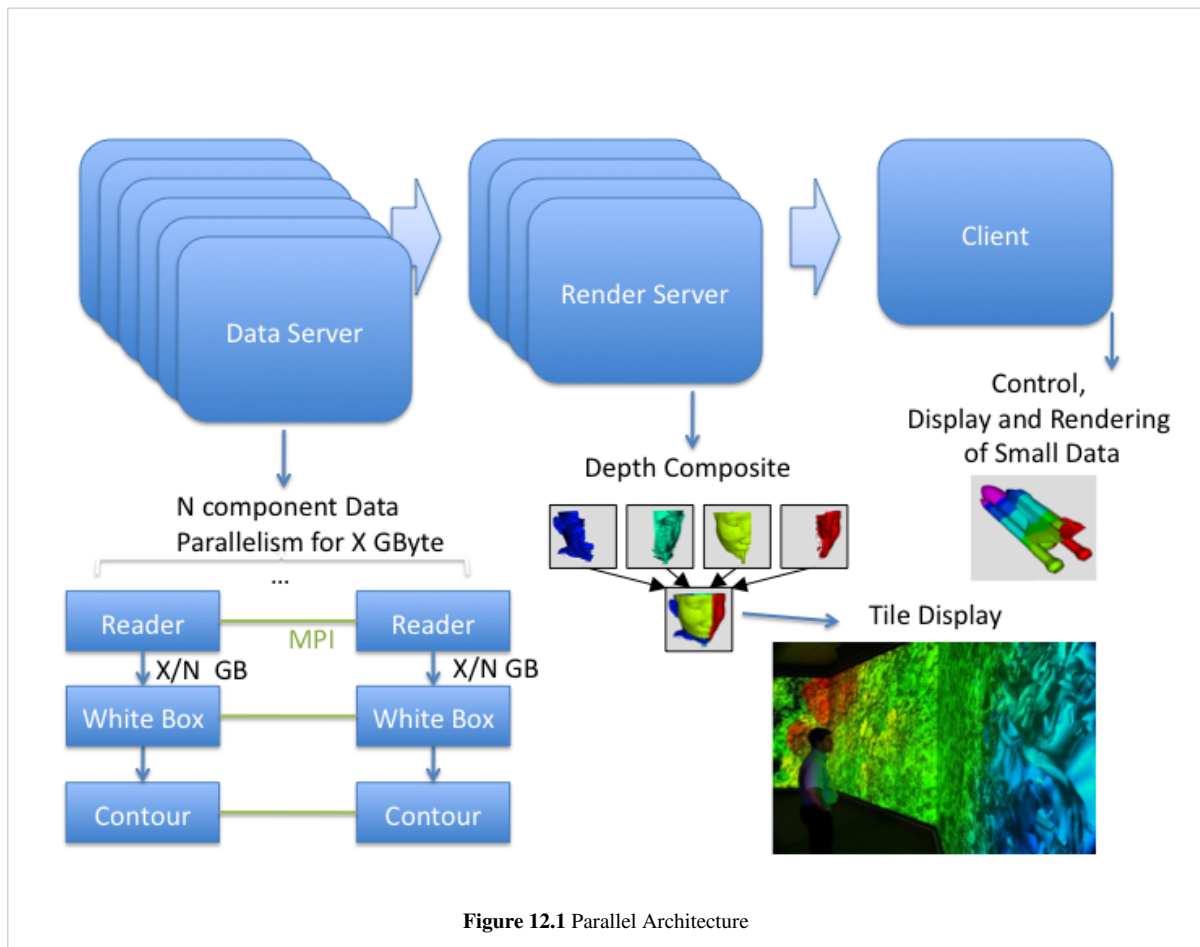 Data Server
Render Server
Client
N component Data
Parallelism for X GByte
...
Reader
MPI
Reader
X/N GB
X/N GB
White Box
White Box
Contour
Contour
Depth Composite
Tile Display
Control,
Display and Rendering
of Small Data
Figure 12.1 Parallel Architecture